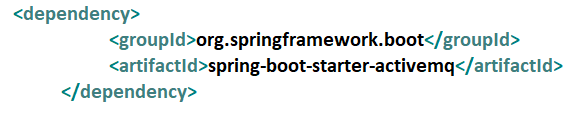 <dependency>
<groupId>org.springframework.boot</groupId>
<artifactId>spring-boot-starter-activemq</artifactId>
</dependency>